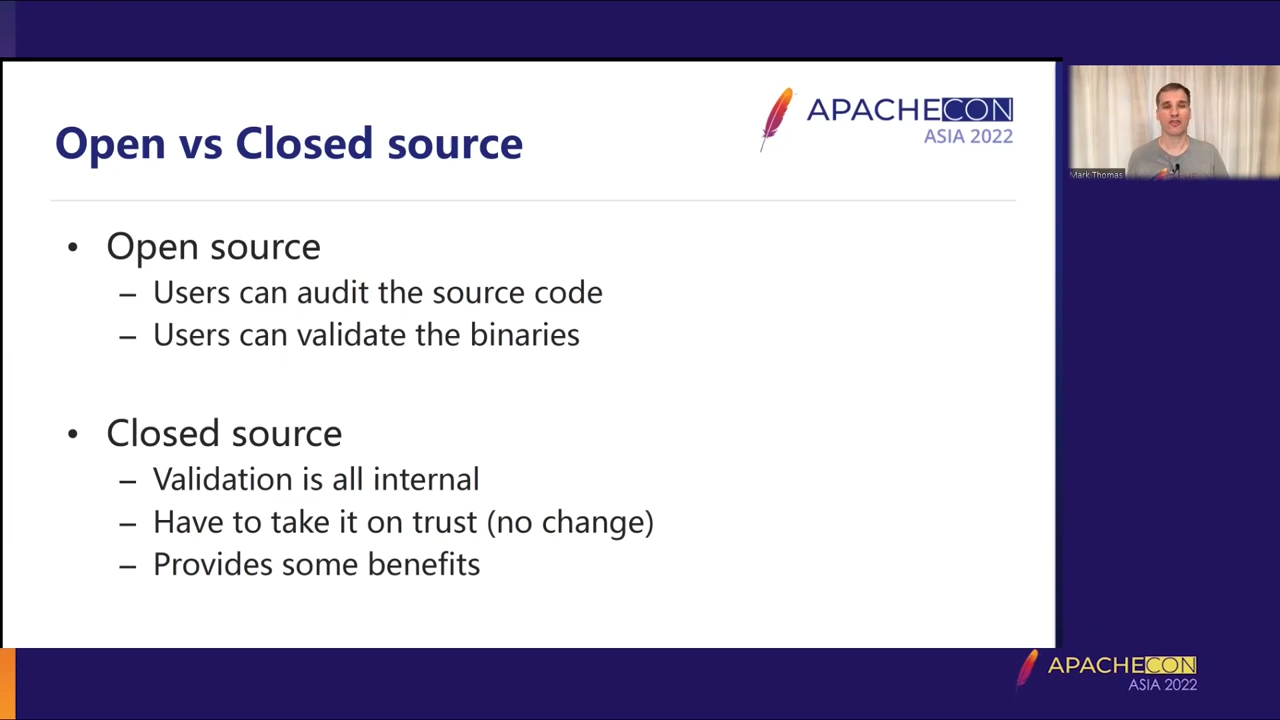 APACHECON
ASIA 2022
Open vs Closed source
Mark Thomas
• Open source
– Users can audit the source code
– Users can validate the binaries
• Closed source
– Validation is all internal
– Have to take it on trust (no change)
– Provides some benefits
APACHECON
ASIA 2022